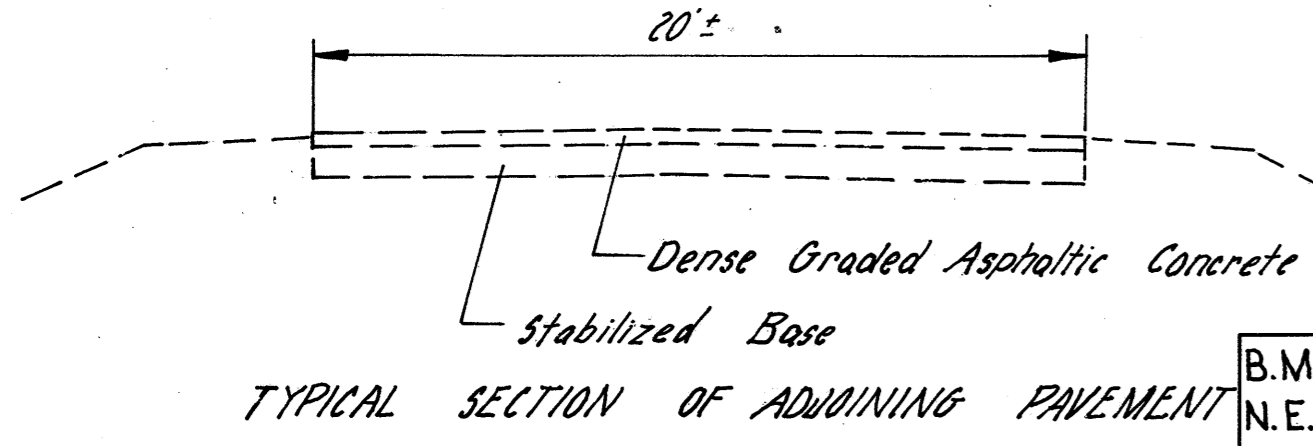 20'±
Dense Graded Asphaltic Concrete
Stabilized Base
TYPICAL SECTION OF ADJOINING PAVEMENT
B.M
N.E.